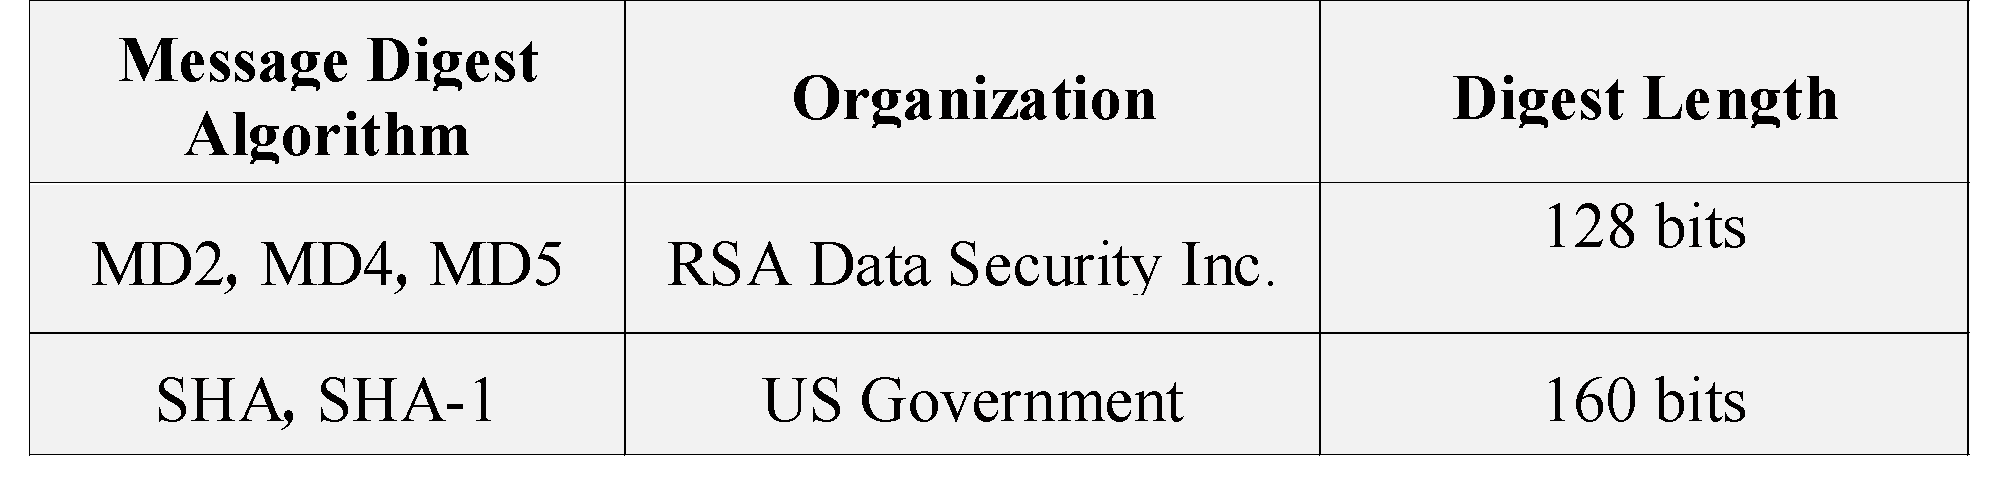 Message Digest
Algorithm
Organization
Digest Length
MD2, MD4, MD5
RSA Data Security Inc.
128 bits
SHA, SHA-1
US Government
160 bits